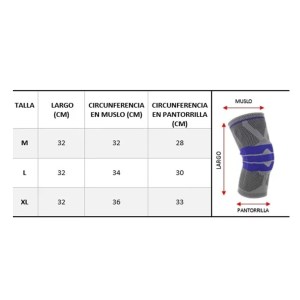 TALLA LARGO (CM) CIRCUNFERENCIA EN MUSLO (CM) CIRCUNFERENCIA EN PANTORRILLA (CM)
M 32 32 28
L 32 34 30
XL 32 36 33
MUSLO
LARGO
PANTORRILLA